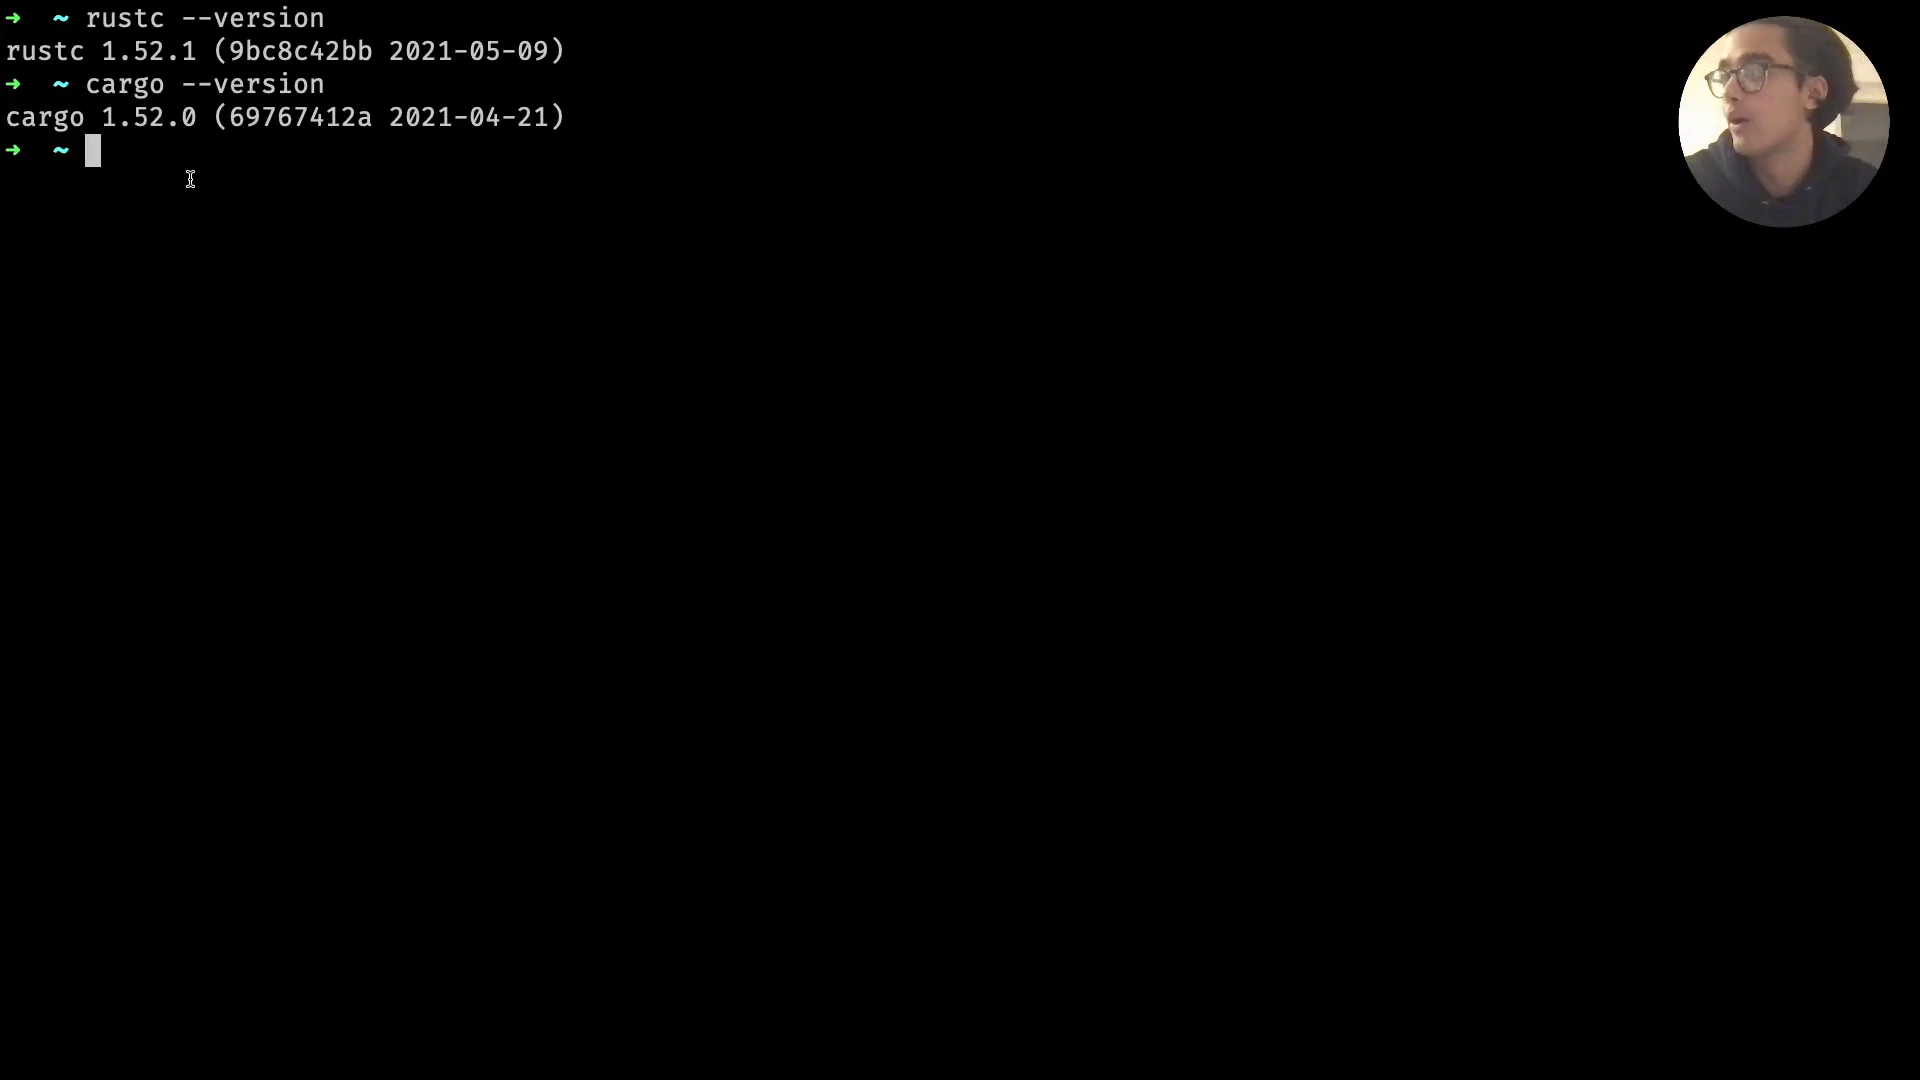 ➜ ~ rustc --version
rustc 1.52.1 (9bc8c42bb 2021-05-09)
➜ ~ cargo --version
cargo 1.52.0 (69767412a 2021-04-21)
➜ ~